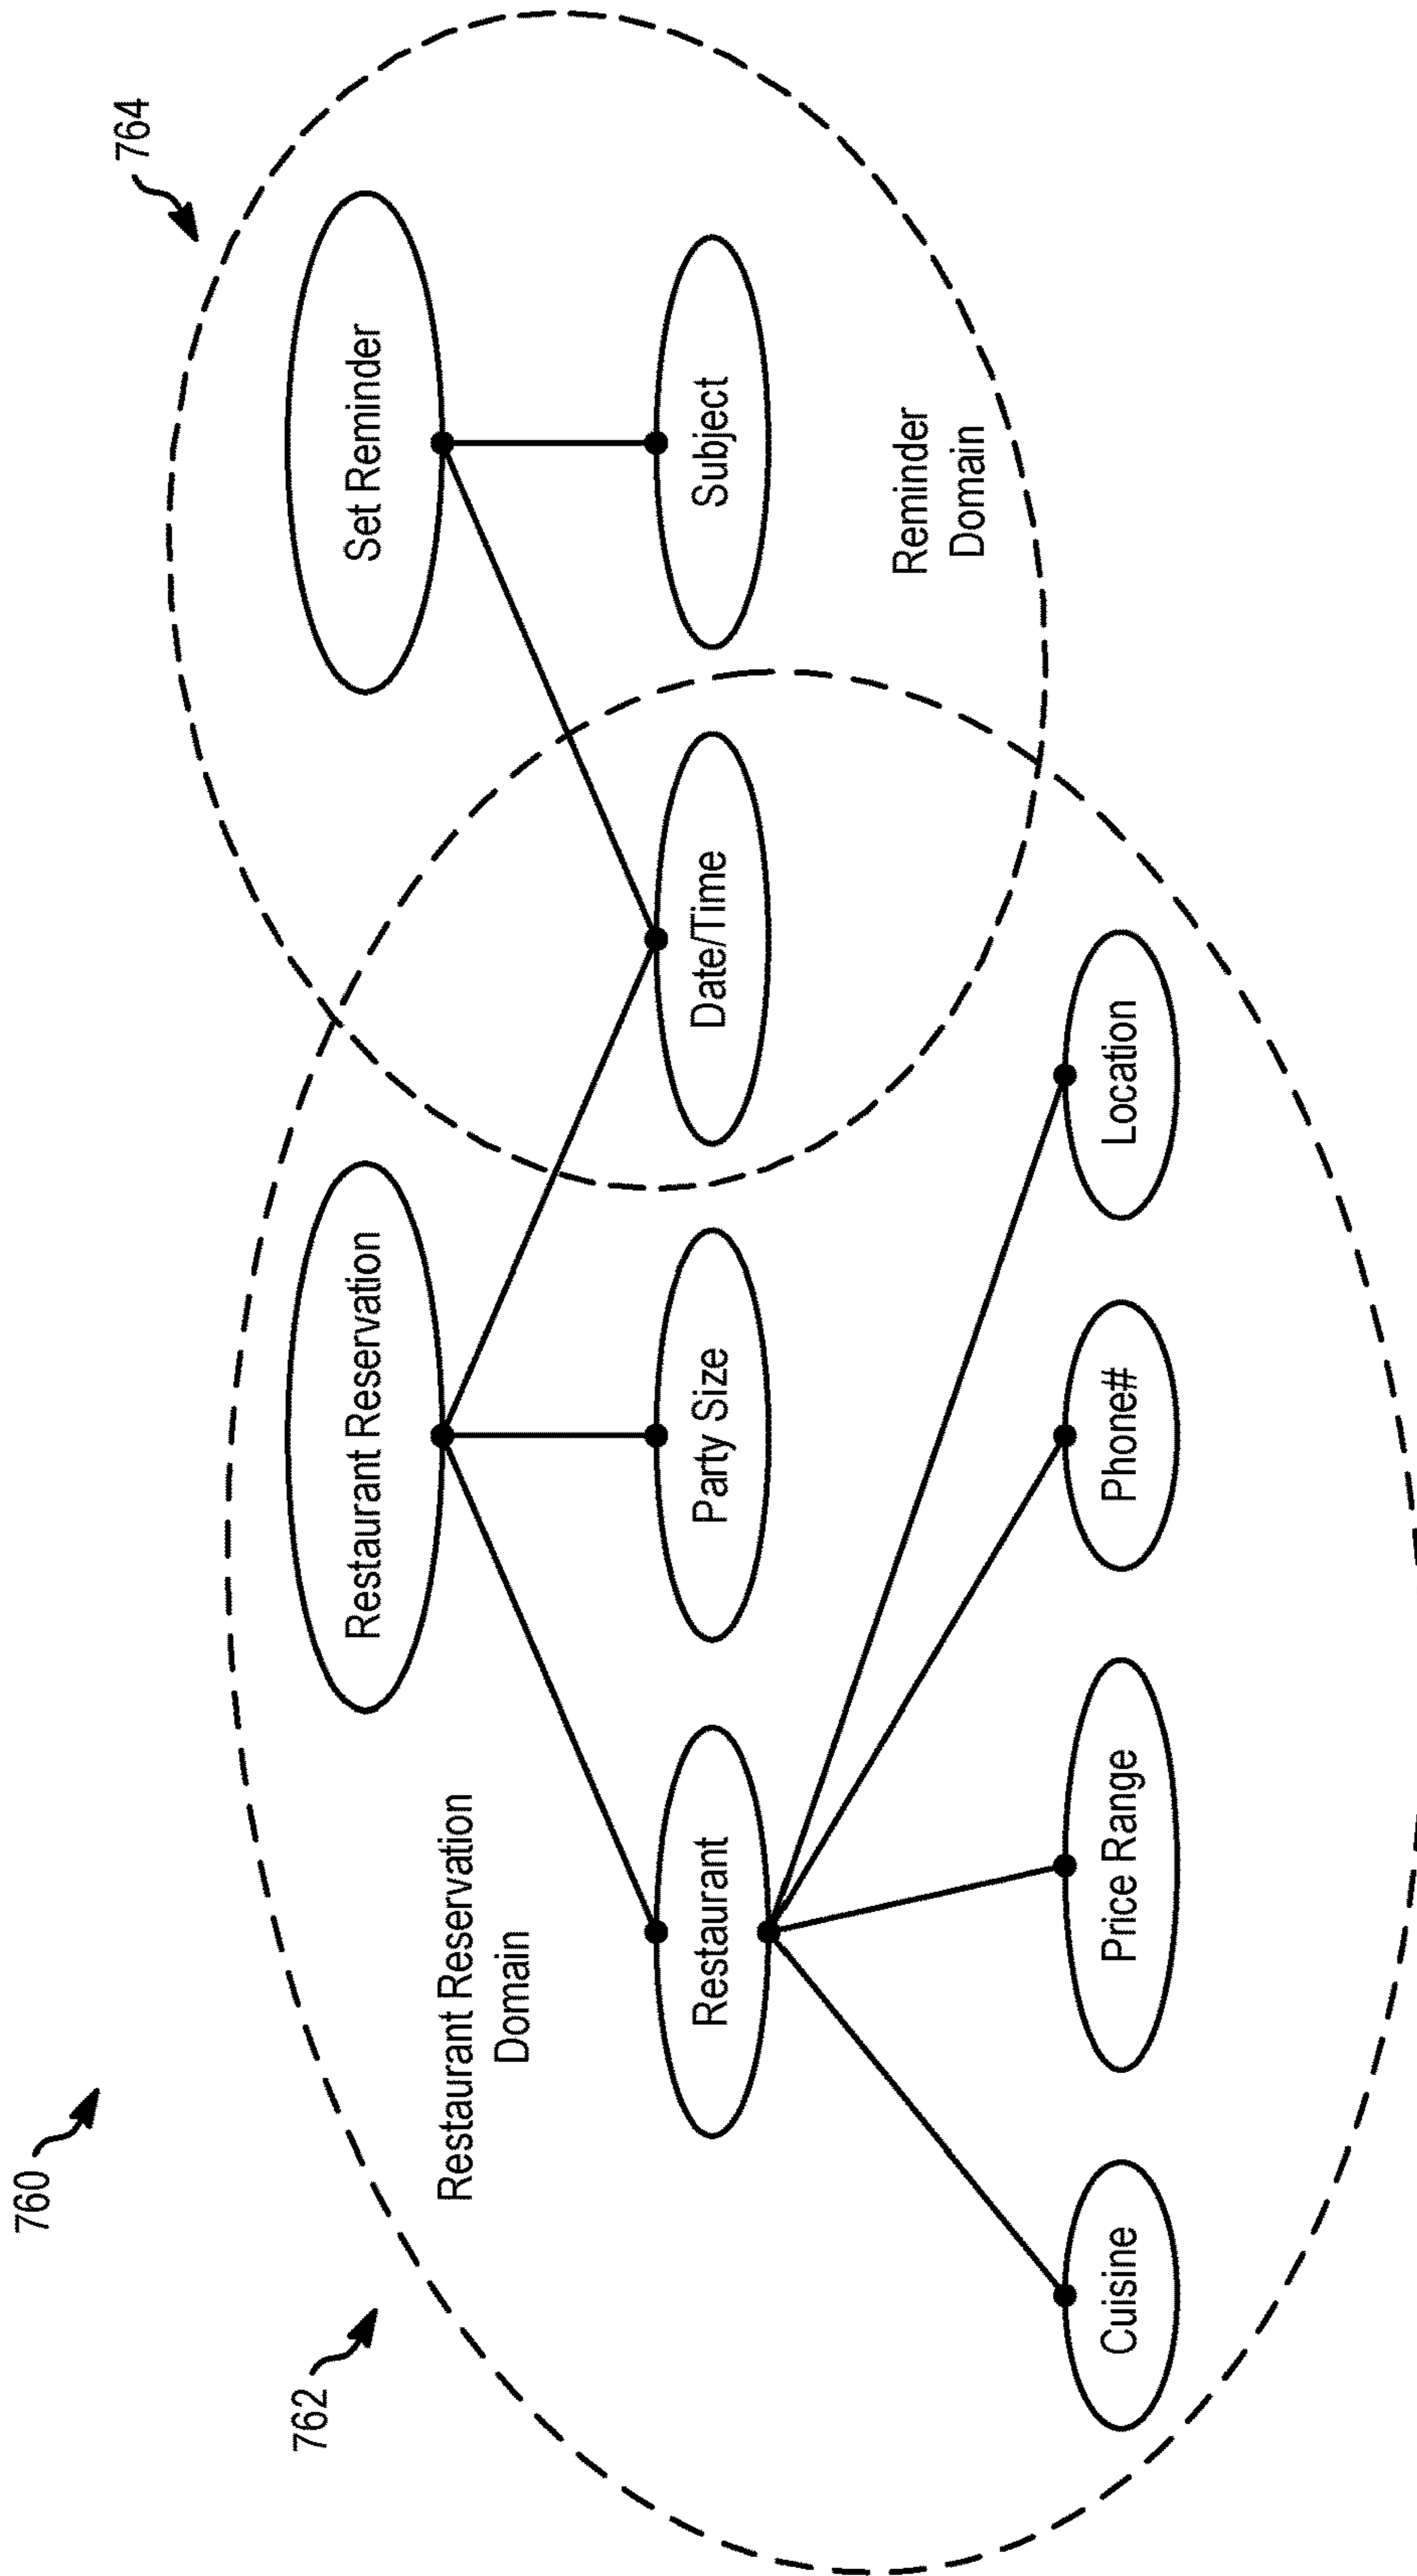 760
762
764
Restaurant Reservation
Set Reminder
Restaurant Reservation
Domain
Restaurant
Party Size
Date/Time
Subject
Reminder
Domain
Cuisine
Price Range
Phone#
Location